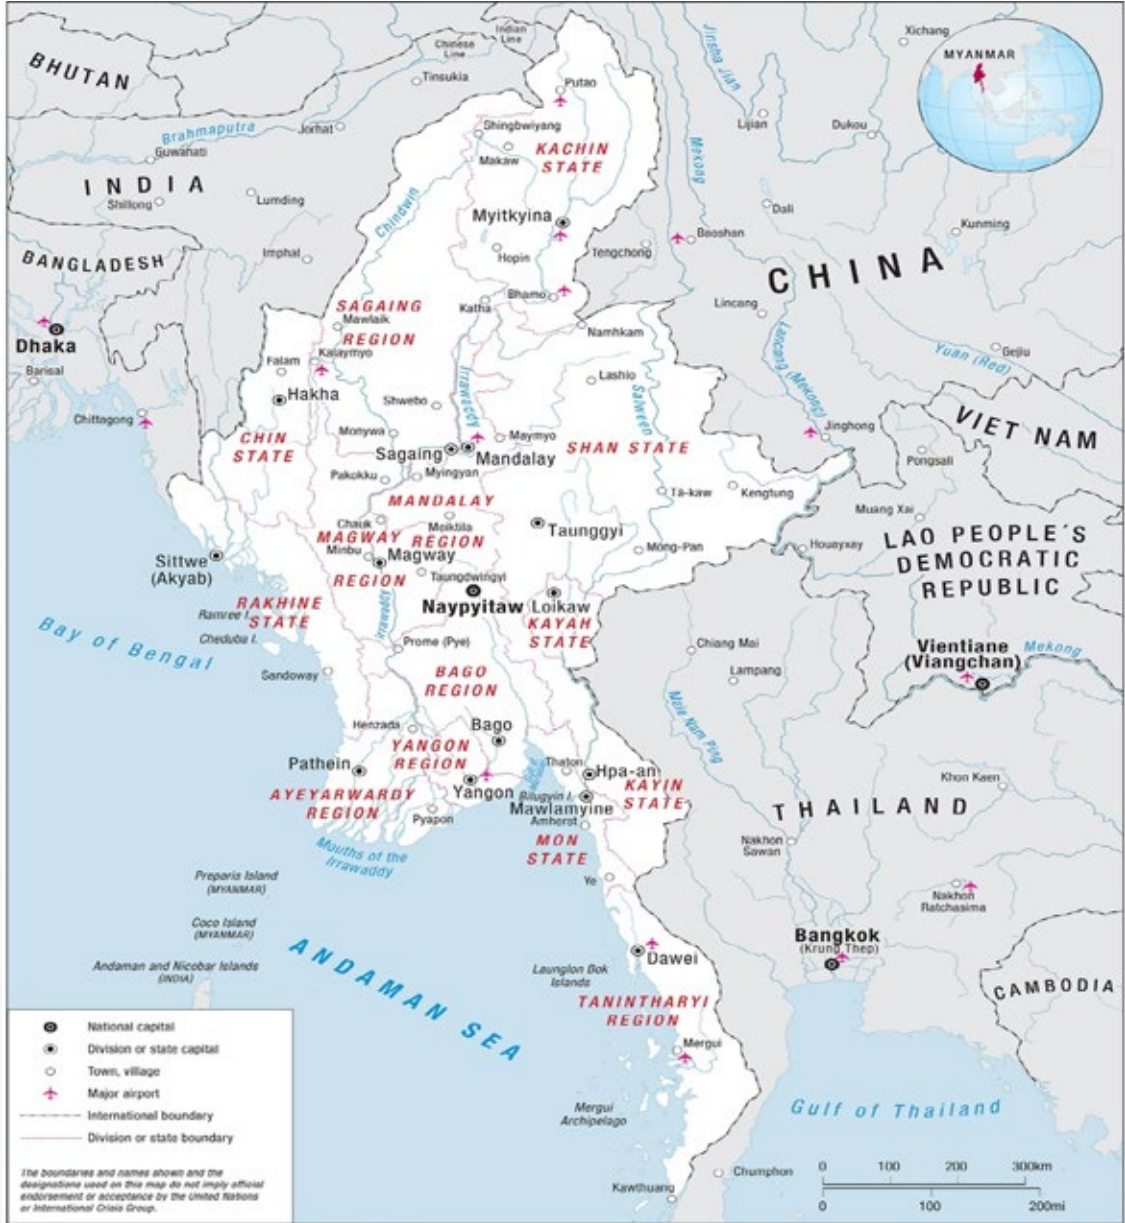 Xichang
Indian
Line
Chinese
Line
MYANMAR
BHUTAN
Tinsukia
Putao
Jinsha Jian
Lijian
Dukou
Brahmaputra
Jorhat
Shingbwiyang
Guwahati
Makaw
KACHIN
STATE
Mekong
INDIA
Shillong
Lumding
Chindwin
Myitkyina
Dali
Kunming
Baoshan
Tengchong
Imphal
Hopin
BANGLADESH
CHINA
Bhamo
Katha
Lincang
SAGAING
REGION
Mawlaik
Namhkam
Dhaka
Barisal
Falam
Kalaymyo
Lancang (Mekong)
Yuan (Red)
Gejiu
Hakha
Irrawaddy
Lashio
Salween
Shwebo
Chittagong
Monywa
Maymyo
Jinghong
VIET NAM
CHIN
STATE
Sagaing
Mandalay
SHAN STATE
Pongsali
Pakokku
Myingyan
Tā-kaw
Kengtung
MANDALAY
REGION
Chauk
Meiktila
Muang Xai
MAGWAY
REGION
Taunggyi
Minbu
Magway
Mong-Pan
Houayxay
LAO PEOPLE'S
DEMOCRATIC
REPUBLIC
Sittwe
(Akyab)
Taungdwingyi
Naypyitaw
Loikaw
RAKHINE
STATE
KAYAH
STATE
Irrawaddy
Ramree I.
Cheduba I.
Bay of Bengal
Prome (Pye)
Chiang Mai
Vientiane
(Viangchan)
Mekong
Sandoway
BAGO
REGION
Lampang
Mae Nam Ping
Henzada
Bago
YANGON
REGION
Pathein
Thaton
Hpa-an
Khon Kaen
AYEYARWARDY
REGION
Yangon
Bilugyin I.
KAYIN
STATE
Mawlamyine
THAILAND
Pyapon
Amherst
MON
STATE
Nakhon
Sawan
Mouths of the
Irrawaddy
Ye
Preparis Island
(MYANMAR)
Nakhon
Ratchasima
Coco Island
(MYANMAR)
Bangkok
(Krung Thep)
ANDAMAN SEA
Dawei
Andaman and Nicobar Islands
(INDIA)
Launglon Bok
Islands
CAMBODIA
TANINTHARYI
REGION
Mergui
Mergui
Archipelago
Gulf of Thailand
Chumphon
Kawthuang
National capital
Division or state capital
Town, village
Major airport
International boundary
Division or state boundary
The boundaries and names shown and the
designations used on this map do not imply official
endorsement or acceptance by the United Nations
or International Crisis Group.
0 100 200 300km
0 100 200mi